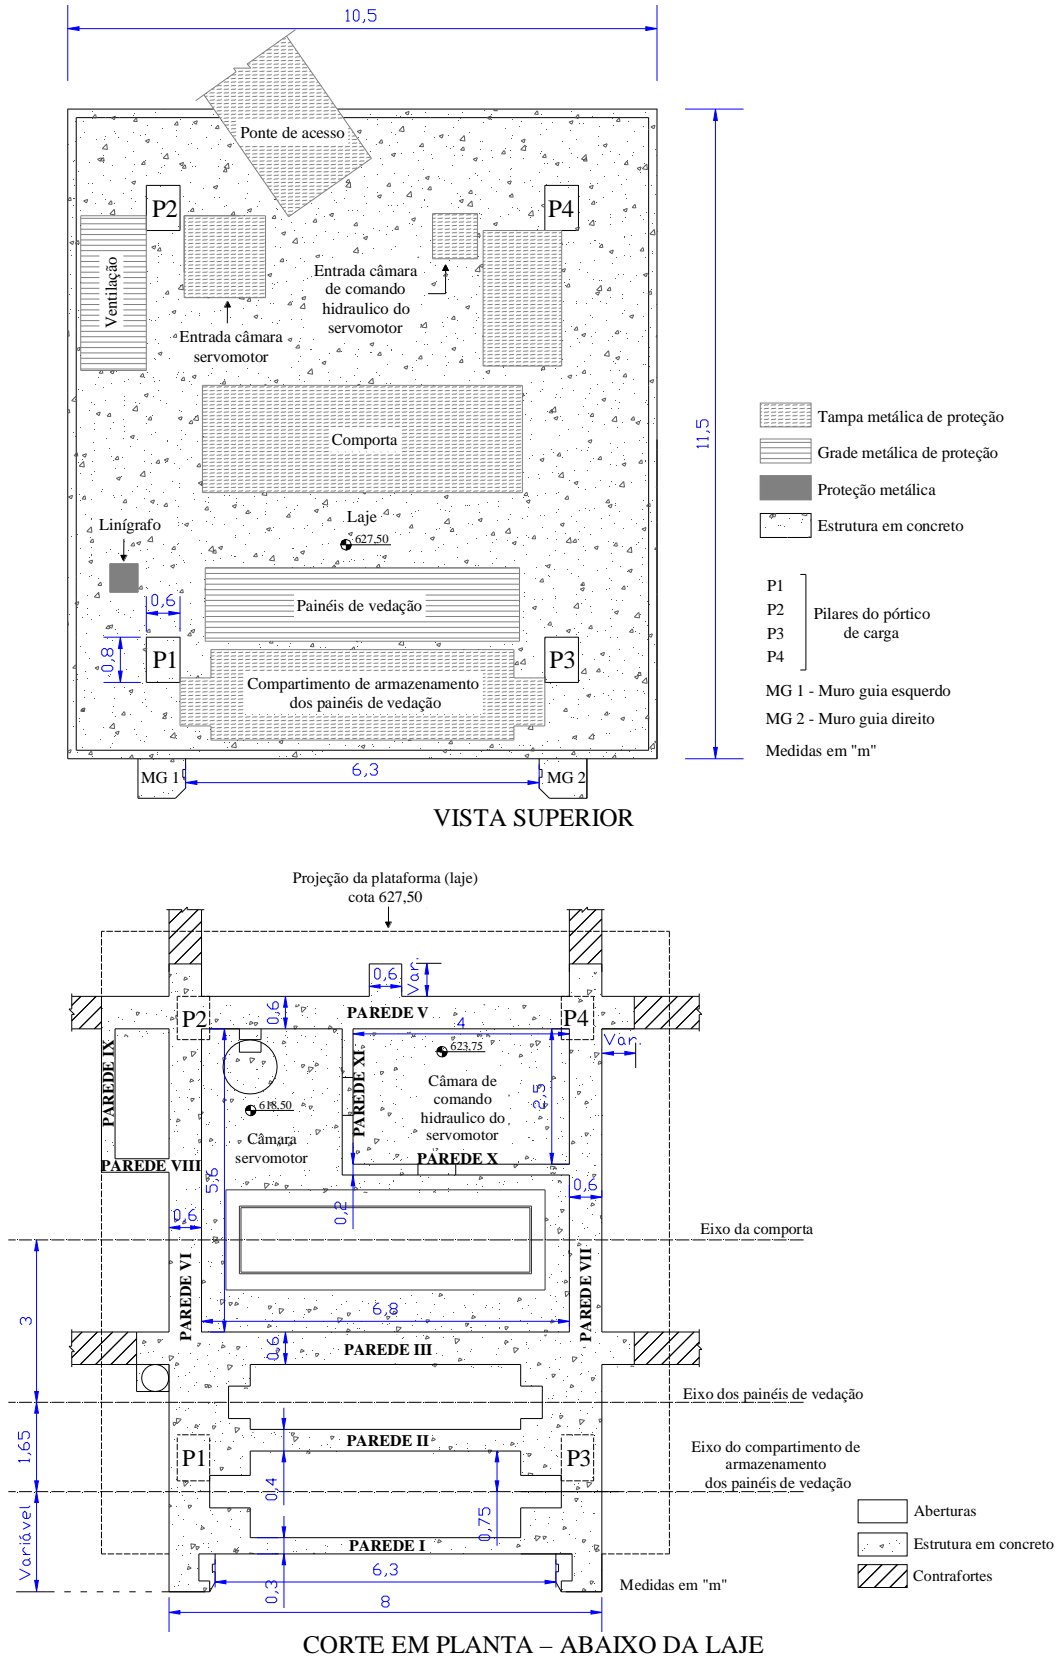 10,5
Ponte de acesso
P2
P4
Ventilação
Entrada câmara
de comando
hidraulico do
servomotor
Entrada câmara
servomotor
11,5
Comporta
Tampa metálica de proteção
Grade metálica de proteção
Proteção metálica
Estrutura em concreto
Laje
627,50
Linígrafo
0,6
Painéis de vedação
P1
P2
P3
P4
Pilares do pórtico
de carga
0,8
P1
P3
Compartimento de armazenamento
dos painéis de vedação
MG 1 - Muro guia esquerdo
MG 2 - Muro guia direito
Medidas em "m"
MG 1
6,3
MG 2
VISTA SUPERIOR
Projeção da plataforma (laje)
cota 627,50
0,6
Var.
0,6
PAREDE V
P2
P4
4
Var.
623,75
PAREDE IX
PAREDE XI
Câmara de
comando
hidraulico do
servomotor
2,5
618,50
Câmara
servomotor
PAREDE VIII
PAREDE X
5,6
0,6
0,2
0,6
Eixo da comporta
PAREDE VI
PAREDE VII
3
6,8
0,6
PAREDE III
Eixo dos painéis de vedação
1,65
PAREDE II
P1
P3
Eixo do compartimento de
armazenamento
dos painéis de vedação
0,4
0,75
Variável
Aberturas
Estrutura em concreto
Contrafortes
PAREDE I
0,3
6,3
Medidas em "m"
8
CORTE EM PLANTA – ABAIXO DA LAJE